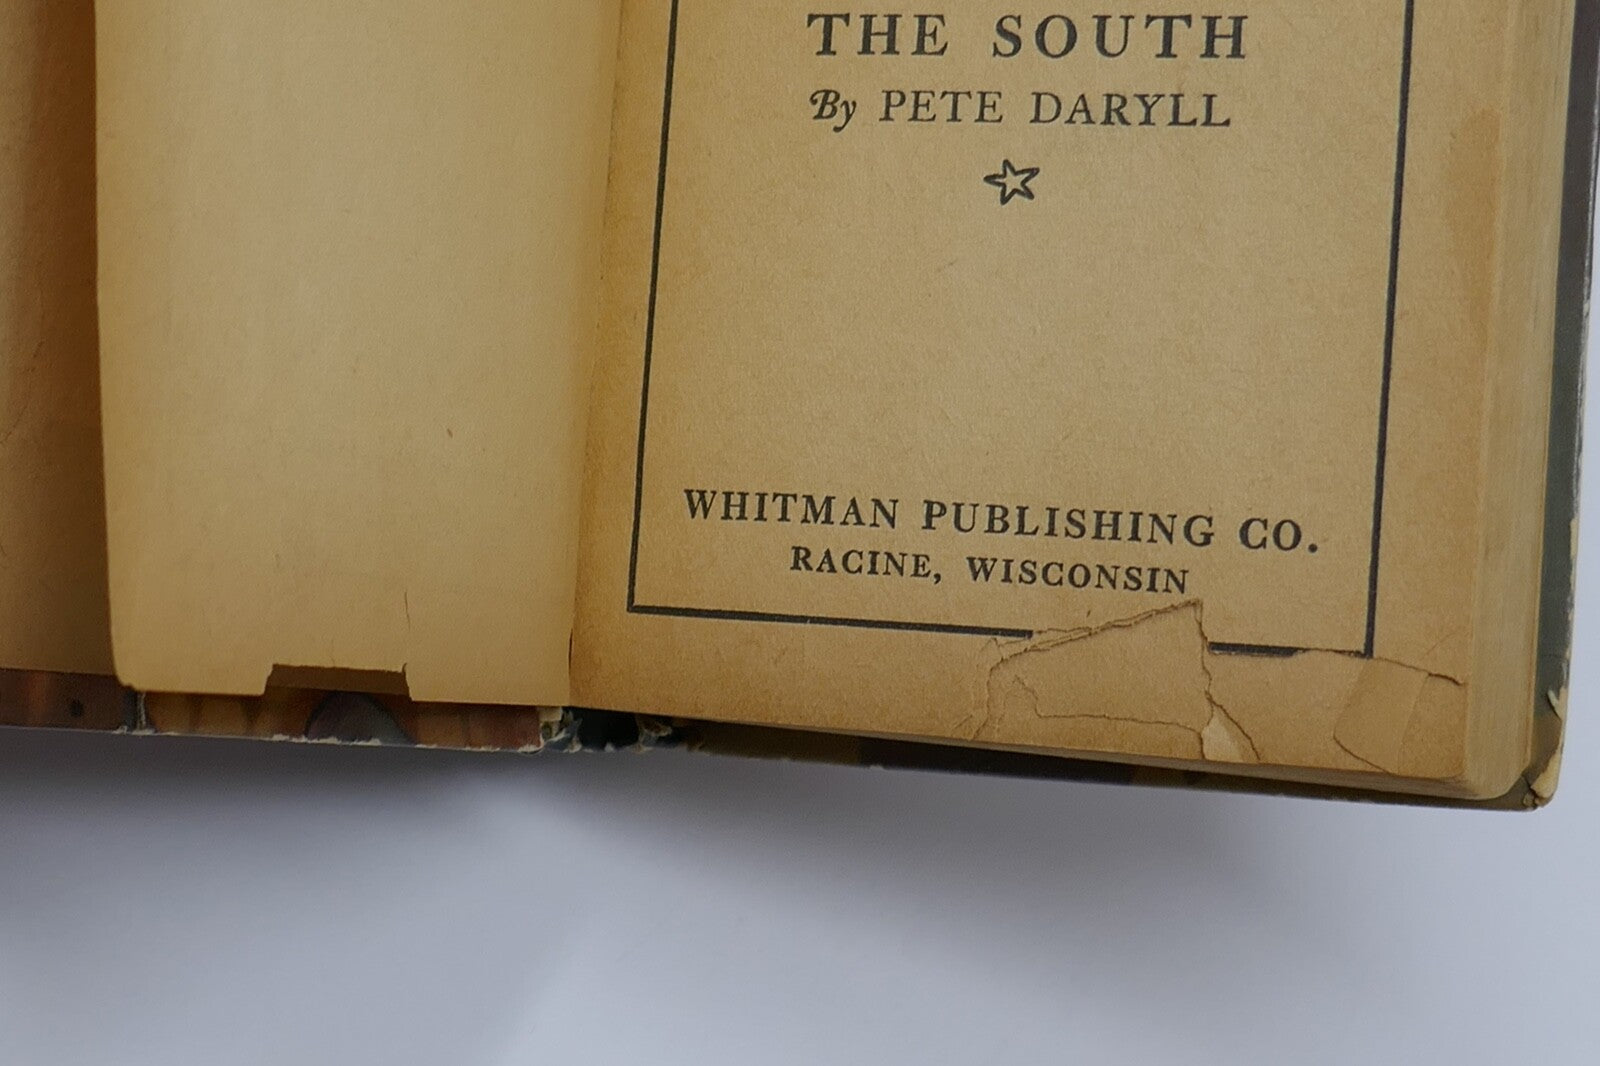 THE SOUTH
By PETE DARYLL
WHITMAN PUBLISHING CO.
RACINE, WISCONSIN